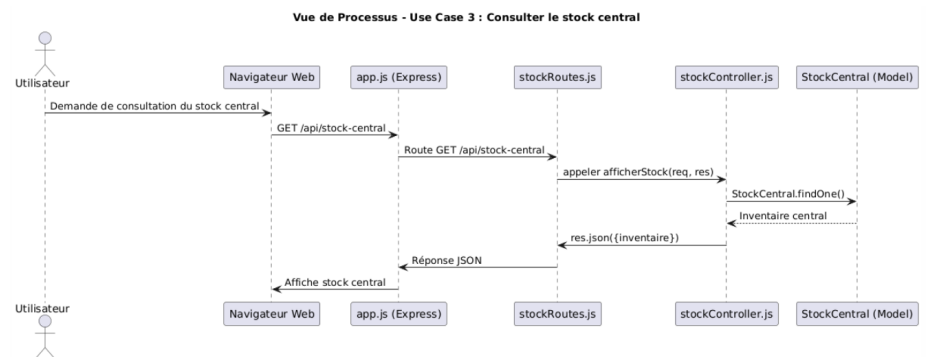 Vue de Processus - Use Case 3 : Consulter le stock central
Utilisateur
Navigateur Web
app.js (Express)
stockRoutes.js
stockController.js
StockCentral (Model)
Demande de consultation du stock central
GET /api/stock-central
Route GET /api/stock-central
appeler afficherStock(req, res)
StockCentral.findOne()
Inventaire central
res.json({inventaire})
Réponse JSON
Affiche stock central
Utilisateur
Navigateur Web
app.js (Express)
stockRoutes.js
stockController.js
StockCentral (Model)